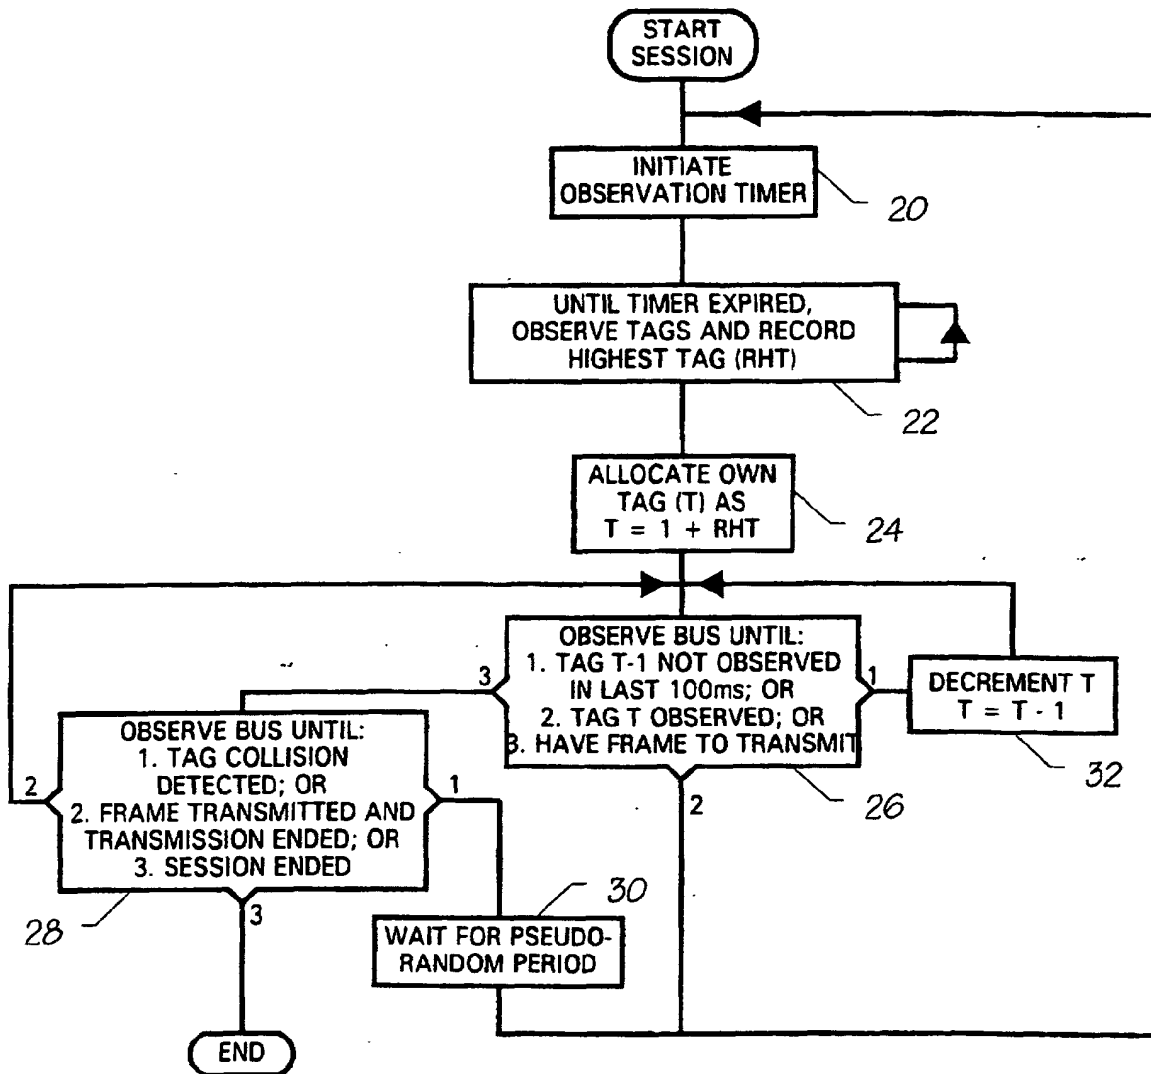 START
SESSION
INITIATE
OBSERVATION TIMER
20
UNTIL TIMER EXPIRED,
OBSERVE TAGS AND RECORD
HIGHEST TAG (RHT)
22
ALLOCATE OWN
TAG (T) AS
T = 1 + RHT
24
OBSERVE BUS UNTIL:
1. TAG T-1 NOT OBSERVED
IN LAST 100ms; OR
2. TAG T OBSERVED; OR
3. HAVE FRAME TO TRANSMIT
3
1
2
26
DECREMENT T
T = T - 1
32
OBSERVE BUS UNTIL:
1. TAG COLLISION
DETECTED; OR
2. FRAME TRANSMITTED AND
TRANSMISSION ENDED; OR
3. SESSION ENDED
2
1
3
28
30
WAIT FOR PSEUDO-
RANDOM PERIOD
END